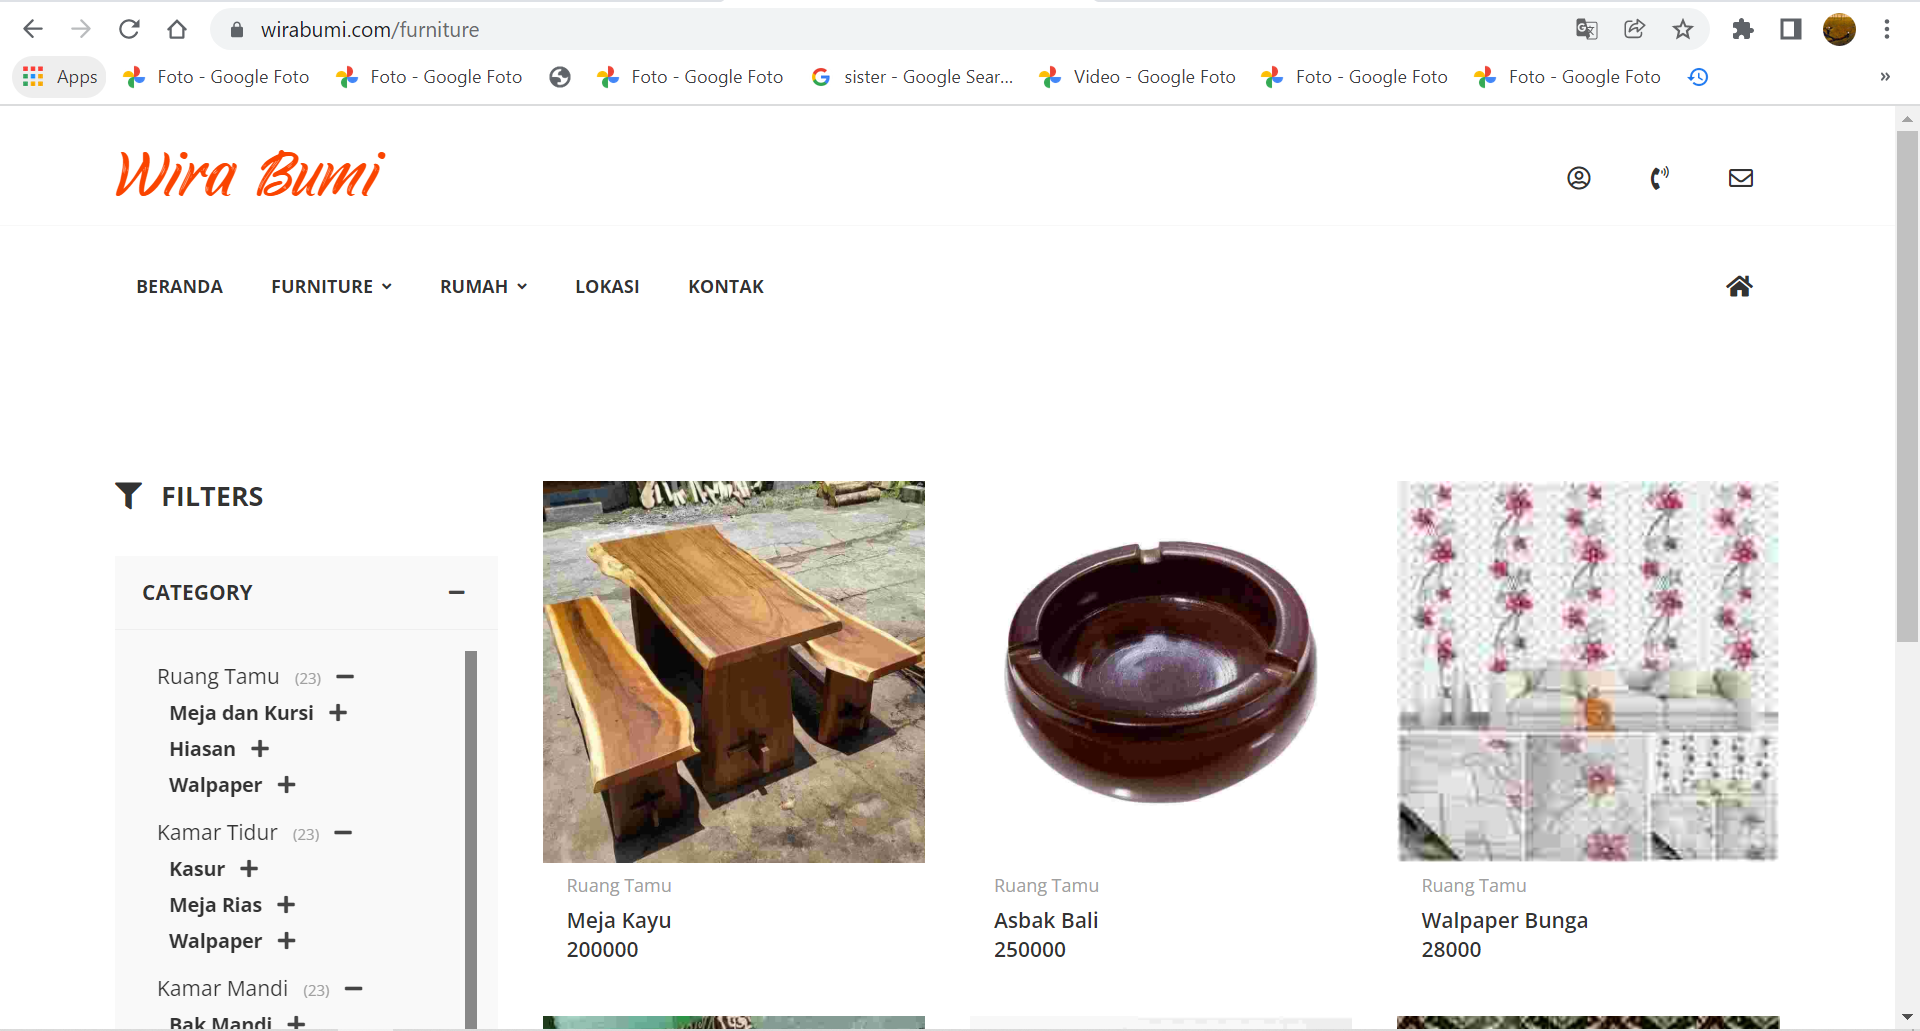 wirabumi.com/furniture
Apps
Foto - Google Foto
Foto - Google Foto
Foto - Google Foto
sister - Google Sear...
Video - Google Foto
Foto - Google Foto
Foto - Google Foto
»
Wira Bumi
BERANDA
FURNITURE
RUMAH
LOKASI
KONTAK
FILTERS
CATEGORY
Ruang Tamu (23)
Meja dan Kursi
Hiasan
Walpaper
Kamar Tidur (23)
Kasur
Meja Rias
Walpaper
Kamar Mandi (23)
Bak Mandi
Ruang Tamu
Meja Kayu
200000
Ruang Tamu
Asbak Bali
250000
Ruang Tamu
Walpaper Bunga
28000